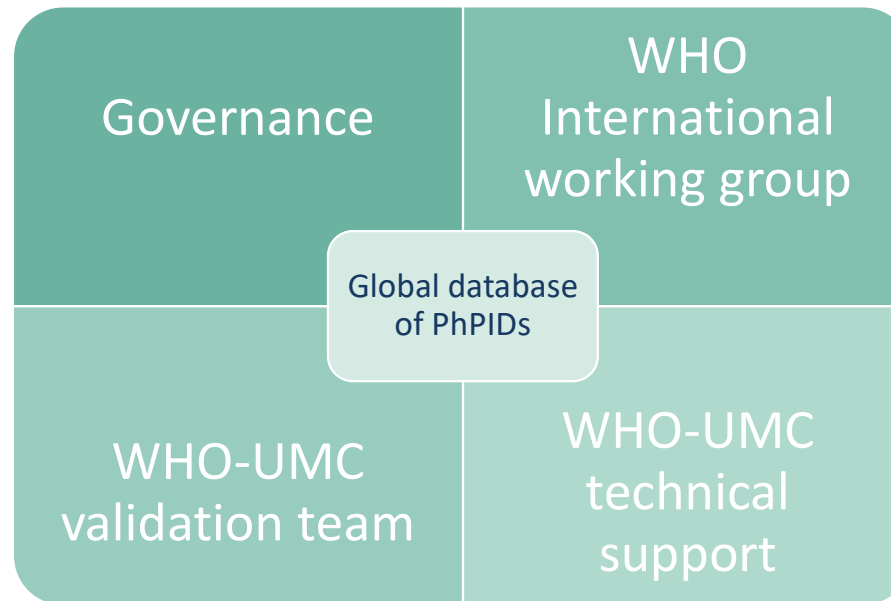 Governance
WHO
International
working group
Global database
of PhPIDs
WHO-UMC
validation team
WHO-UMC
technical
support